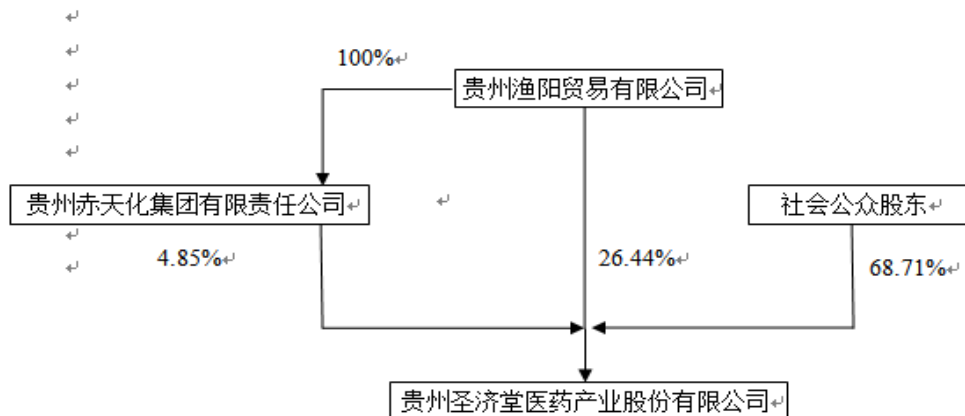 100%
贵州渔阳贸易有限公司
贵州赤天化集团有限责任公司
社会公众股东
4.85%
26.44%
68.71%
贵州圣济堂医药产业股份有限公司